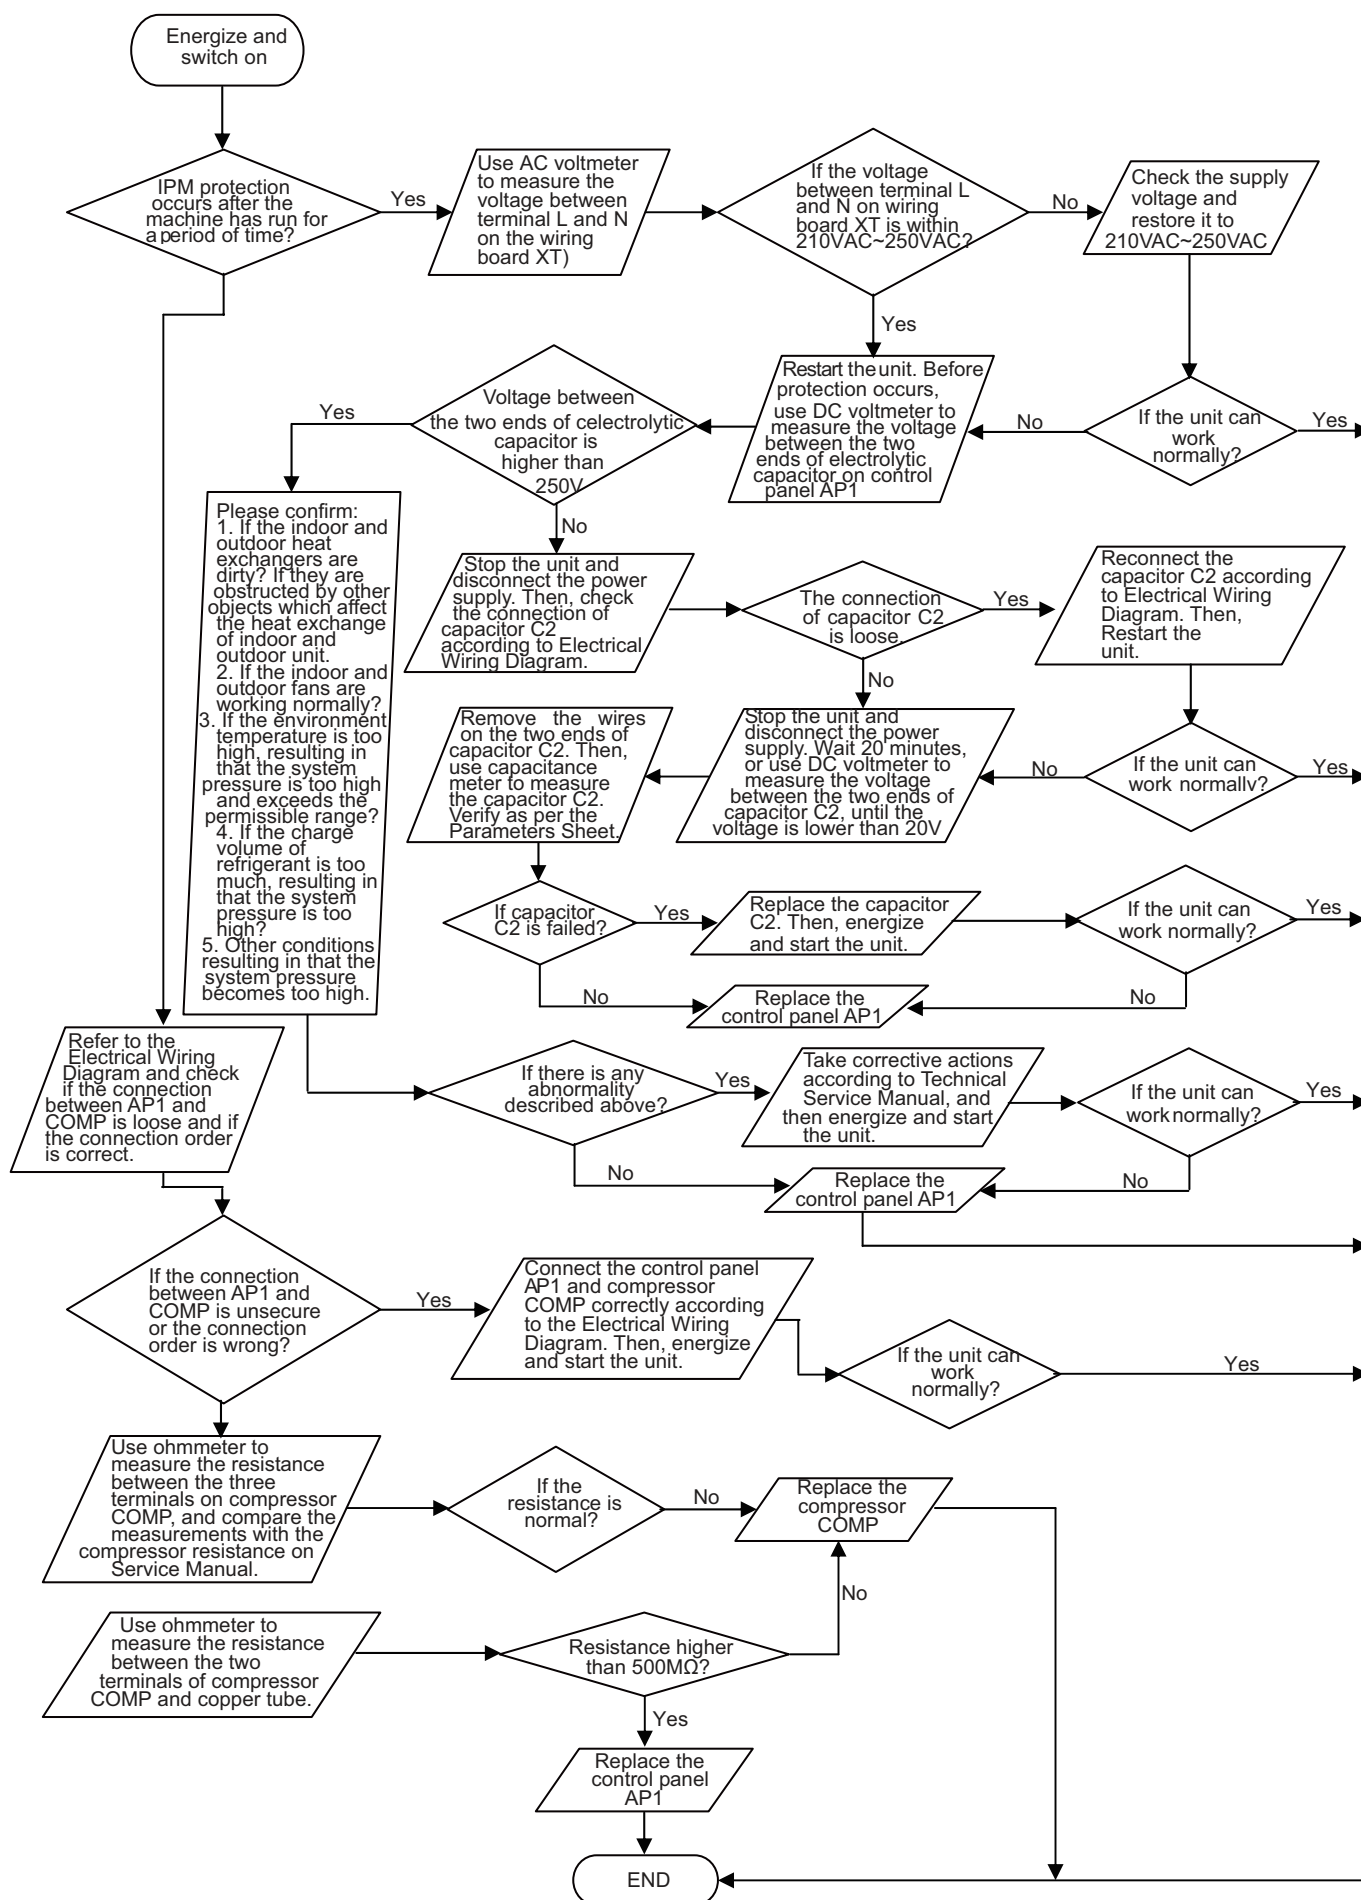 Energize and
switch on
IPM protection
occurs after the
machine has run for
a period of time?
Yes
Use AC voltmeter
to measure the
voltage between
terminal L and N
on the wiring
board XT)
If the voltage
between terminal L
and N on wiring
board XT is within
210VAC~250VAC?
No
Check the supply
voltage and
restore it to
210VAC~250VAC
Yes
If the unit can
work
normally?
Yes
No
Restart the unit. Before
protection occurs,
use DC voltmeter to
measure the voltage
between the two
ends of electrolytic
capacitor on control
panel AP1
Voltage between
the two ends of celectrolytic
capacitor is
higher than
250V
Yes
No
Please confirm:
1. If the indoor and
outdoor heat
exchangers are
dirty? If they are
obstructed by other
objects which affect
the heat exchange
of indoor and
outdoor unit.
2. If the indoor and
outdoor fans are
working normally?
3. If the environment
temperature is too
high, resulting in
that the system
pressure is too high
and exceeds the
permissible range?
4. If the charge
volume of
refrigerant is too
much, resulting in
that the system
pressure is too
high?
5. Other conditions
resulting in that the
system pressure
becomes too high.
Stop the unit and
disconnect the power
supply. Then, check
the connection of
capacitor C2
according to Electrical
Wiring Diagram.
The connection
of capacitor C2
is loose.
Yes
Reconnect the
capacitor C2 according
to Electrical Wiring
Diagram. Then,
Restart the
unit.
No
If the unit can
work normallv?
Yes
No
Stop the unit and
disconnect the power
supply. Wait 20 minutes,
or use DC voltmeter to
measure the voltage
between the two ends of
capacitor C2, until the
voltage is lower than 20V
Remove the wires
on the two ends of
capacitor C2. Then,
use capacitance
meter to measure
the capacitor C2.
Verify as per the
Parameters Sheet.
If capacitor
C2 is failed?
Yes
Replace the capacitor
C2. Then, energize
and start the unit.
If the unit can
work normally?
Yes
No
Replace the
control panel AP1
No
Refer to the
Electrical Wiring
Diagram and check
if the connection
between AP1 and
COMP is loose and if
the connection order
is correct.
If there is any
abnormality
described above?
Yes
Take corrective actions
according to Technical
Service Manual, and
then energize and start
the unit.
If the unit can
work normally?
Yes
No
Replace the
control panel AP1
No
If the connection
between AP1 and
COMP is unsecure
or the connection
order is wrong?
Yes
Connect the control panel
AP1 and compressor
COMP correctly according
to the Electrical Wiring
Diagram. Then, energize
and start the unit.
If the unit can
work
normally?
Yes
Use ohmmeter to
measure the resistance
between the three
terminals on compressor
COMP, and compare the
measurements with the
compressor resistance on
Service Manual.
If the
resistance is
normal?
No
Replace the
compressor
COMP
No
Use ohmmeter to
measure the resistance
between the two
terminals of compressor
COMP and copper tube.
Resistance higher
than 500MΩ?
Yes
Replace the
control panel
AP1
END